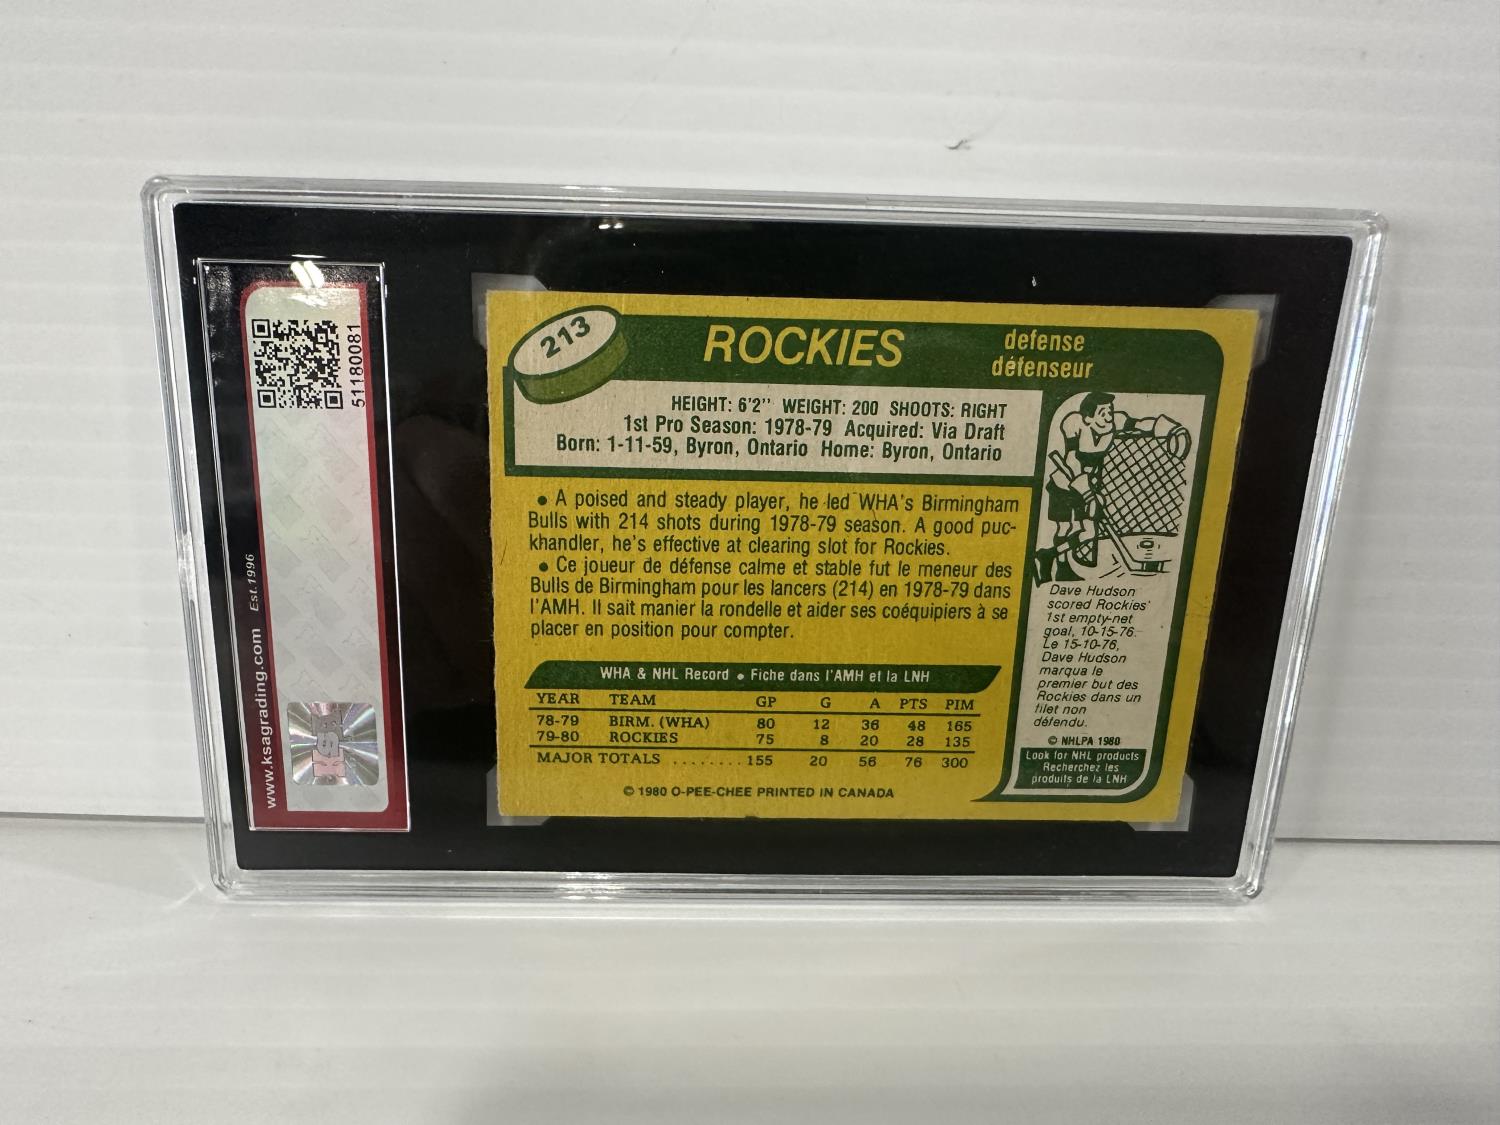 51180081
www.ksagrading.com Est.1996
KSA
213
ROCKIES
defense
défenseur
HEIGHT: 6'2" WEIGHT: 200 SHOOTS: RIGHT
1st Pro Season: 1978-79 Acquired: Via Draft
Born: 1-11-59, Byron, Ontario Home: Byron, Ontario
• A poised and steady player, he led WHA's Birmingham
Bulls with 214 shots during 1978-79 season. A good puc-
khandler, he's effective at clearing slot for Rockies.
• Ce joueur de défense calme et stable fut le meneur des
Bulls de Birmingham pour les lancers (214) en 1978-79 dans
l'AMH. Il sait manier la rondelle et aider ses coéquipiers à se
placer en position pour compter.
WHA & NHL Record • Fiche dans l'AMH et la LNH
YEAR TEAM GP G A PTS PIM
78-79 BIRM. (WHA) 80 12 36 48 165
79-80 ROCKIES 75 8 20 28 135
MAJOR TOTALS ........ 155 20 56 76 300
© 1980 O-PEE-CHEE PRINTED IN CANADA
Dave Hudson
scored Rockies'
1st empty-net
goal, 10-15-76.
Le 15-10-76,
Dave Hudson
marqua le
premier but des
Rockies dans un
filet non
défendu.
© NHLPA 1980
Look for NHL products
Recherchez les
produits de la LNH